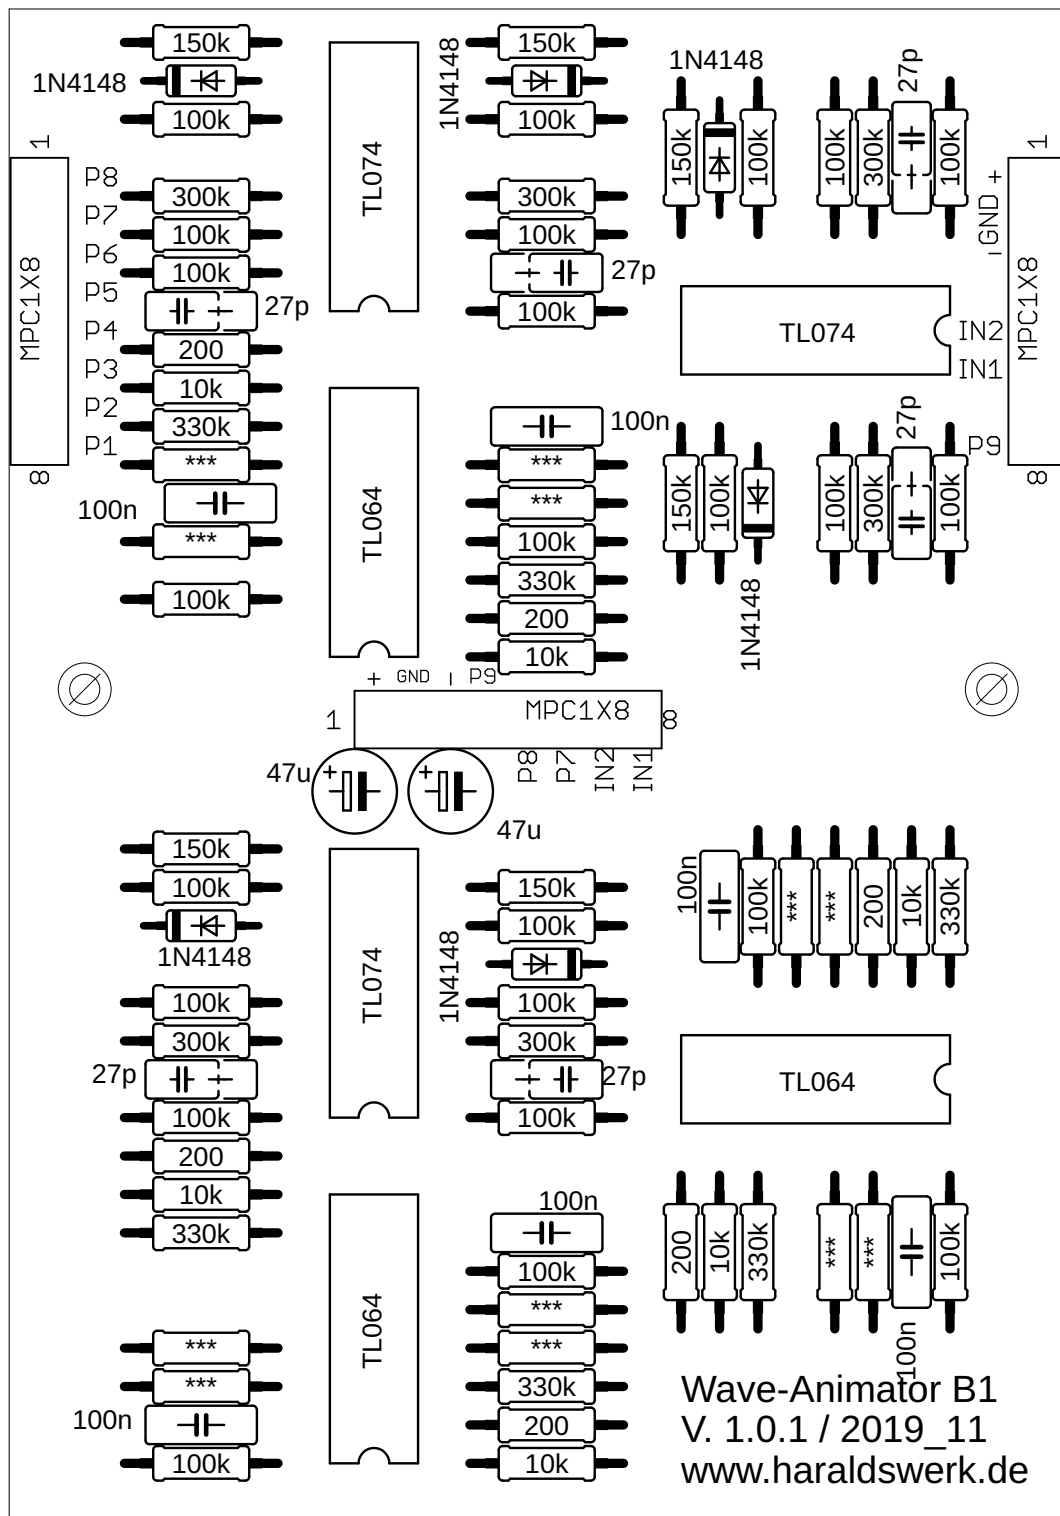 150k
1N4148
100k
1
P8
P7
P6
P5
P4
P3
P2
P1
MPC1X8
8
300k
100k
100k
27p
200
10k
330k
***
100n
***
100k
TL074
TL064
1N4148
150k
100k
300k
100k
100k
27p
100k
100n
***
***
100k
330k
200
10k
1N4148
150k
100k
100k
300k
27p
100k
1
+
GND
–
TL074
IN2
IN1
MPC1X8
P9
8
150k
100k
1N4148
100k
300k
27p
100k
+ GND – P9
1 MPC1X8 8
P8
P7
IN2
IN1
47u
47u
150k
100k
1N4148
100k
300k
27p
100k
200
10k
330k
***
***
100n
100k
TL074
TL064
150k
100k
1N4148
100k
300k
27p
100k
100n
100k
***
***
330k
200
10k
100n
100k
***
***
200
10k
330k
TL064
200
10k
330k
***
***
100n
100k
Wave-Animator B1
V. 1.0.1 / 2019_11
www.haraldswerk.de